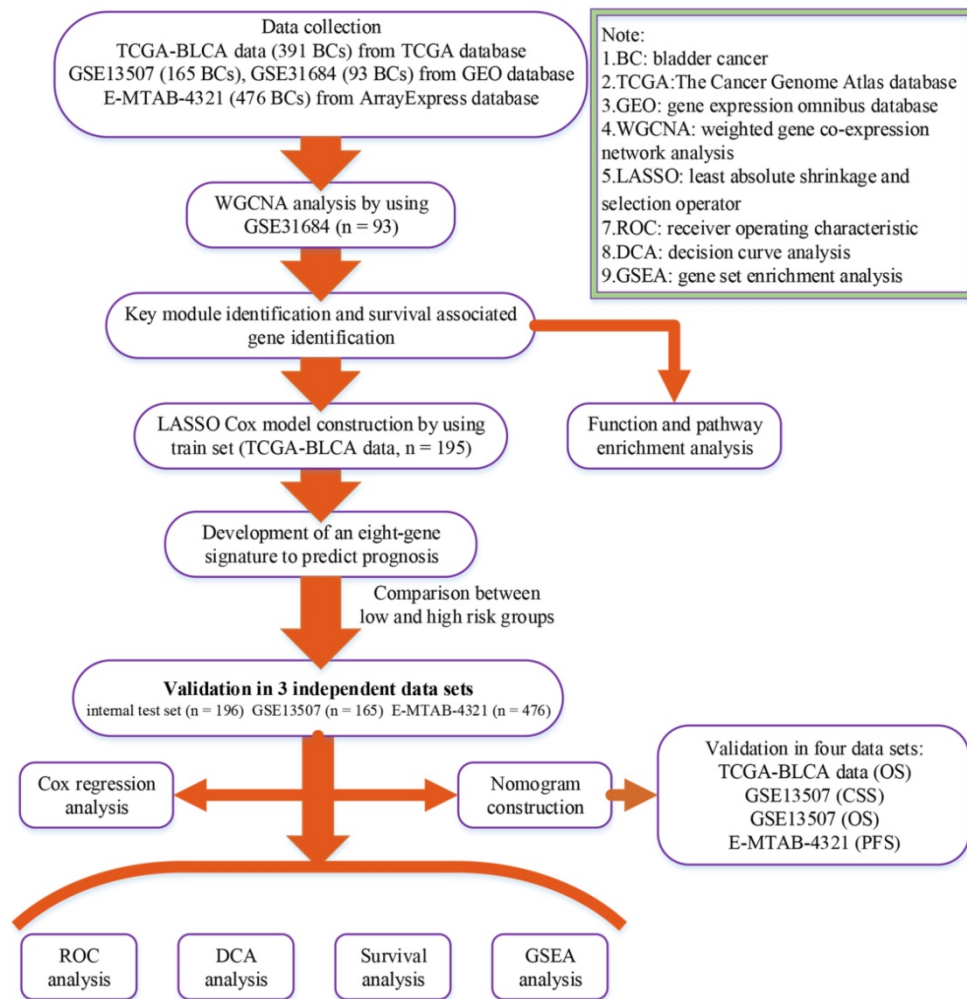 Data collection
TCGA-BLCA data (391 BCs) from TCGA database
GSE13507 (165 BCs), GSE31684 (93 BCs) from GEO database
E-MTAB-4321 (476 BCs) from ArrayExpress database
Note:
1.BC: bladder cancer
2.TCGA:The Cancer Genome Atlas database
3.GEO: gene expression omnibus database
4.WGCNA: weighted gene co-expression
network analysis
5.LASSO: least absolute shrinkage and
selection operator
7.ROC: receiver operating characteristic
8.DCA: decision curve analysis
9.GSEA: gene set enrichment analysis
WGCNA analysis by using
GSE31684 (n = 93)
Key module identification and survival associated
gene identification
LASSO Cox model construction by using
train set (TCGA-BLCA data, n = 195)
Function and pathway
enrichment analysis
Development of an eight-gene
signature to predict prognosis
Comparison between
low and high risk groups
Validation in 3 independent data sets
internal test set (n = 196) GSE13507 (n = 165) E-MTAB-4321 (n = 476)
Cox regression
analysis
Nomogram
construction
Validation in four data sets:
TCGA-BLCA data (OS)
GSE13507 (CSS)
GSE13507 (OS)
E-MTAB-4321 (PFS)
ROC
analysis
DCA
analysis
Survival
analysis
GSEA
analysis